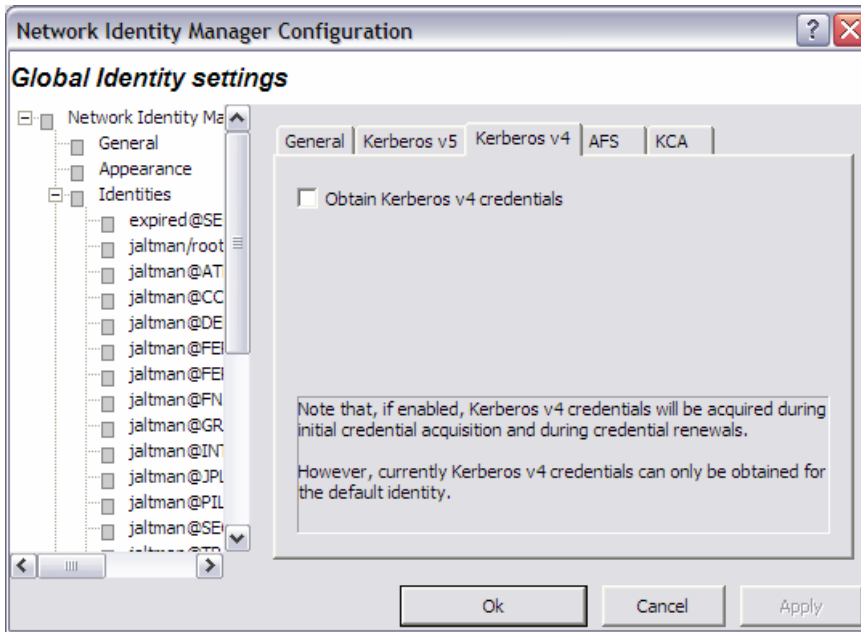 Network Identity Manager Configuration
Global Identity settings
Network Identity Ma
General
Appearance
Identities
expired@SE
jaltman/root
jaltman@AT
jaltman@CC
jaltman@DE
jaltman@FE
jaltman@FE
jaltman@FN
jaltman@GR
jaltman@IN
jaltman@JPL
jaltman@PIL
jaltman@SE
General Kerberos v5 Kerberos v4 AFS KCA
Obtain Kerberos v4 credentials
Note that, if enabled, Kerberos v4 credentials will be acquired during
initial credential acquisition and during credential renewals.
However, currently Kerberos v4 credentials can only be obtained for
the default identity.
Ok Cancel Apply